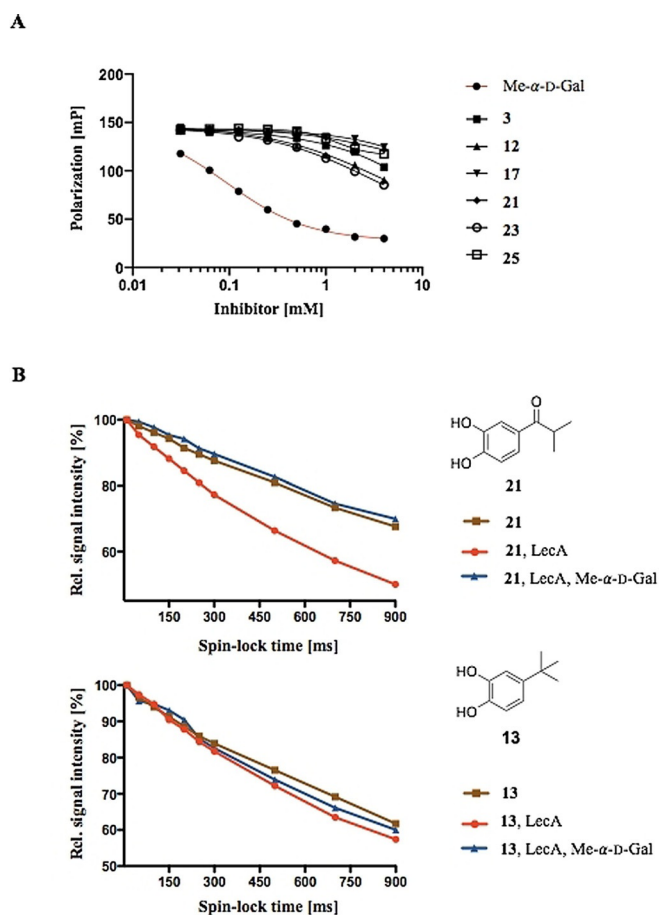 A
Polarization [mP]
200
150
100
50
0
0.01 0.1 1 10
Inhibitor [mM]
Me-α-D-Gal
3
12
17
21
23
25
B
Rel. signal intensity [%]
100
80
60
150 300 450 600 750 900
Spin-lock time [ms]
HO
HO
O
21
21
21, LecA
21, LecA, Me-α-D-Gal
Rel. signal intensity [%]
100
90
80
70
60
50
150 300 450 600 750 900
Spin-lock time [ms]
HO
HO
13
13
13, LecA
13, LecA, Me-α-D-Gal